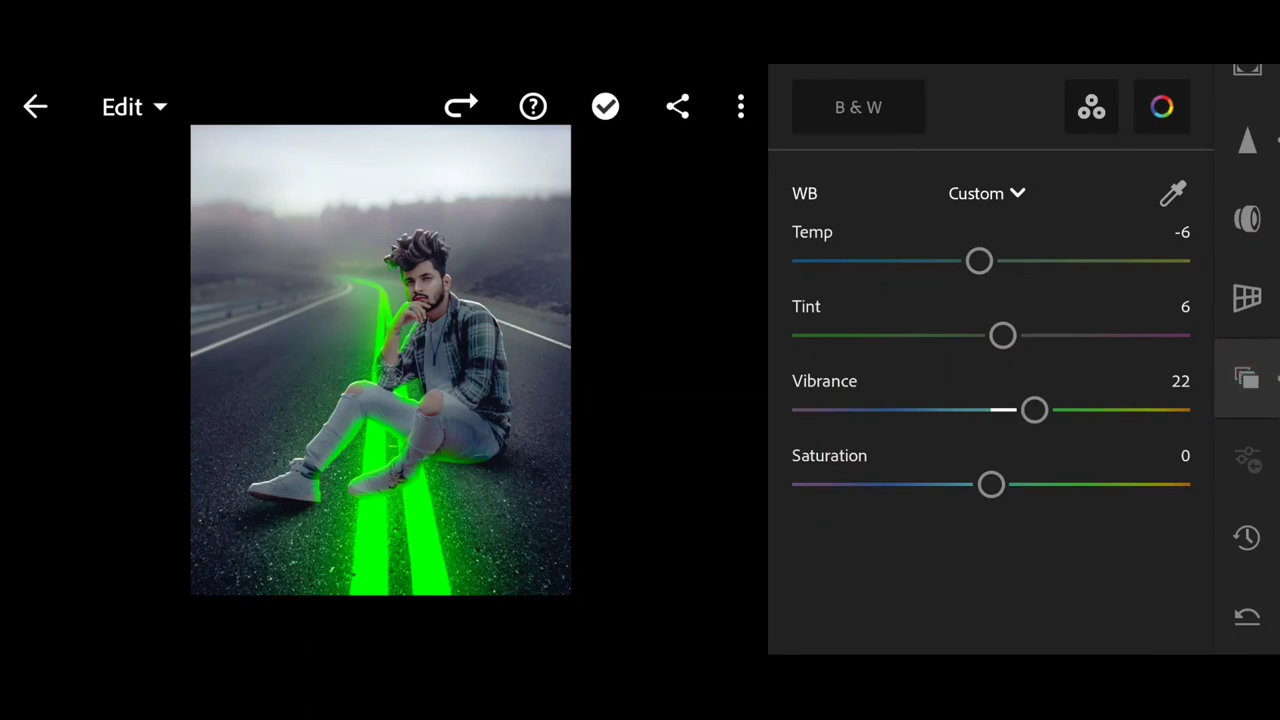 Edit
B & W
WB Custom
Temp -6
Tint 6
Vibrance 22
Saturation 0